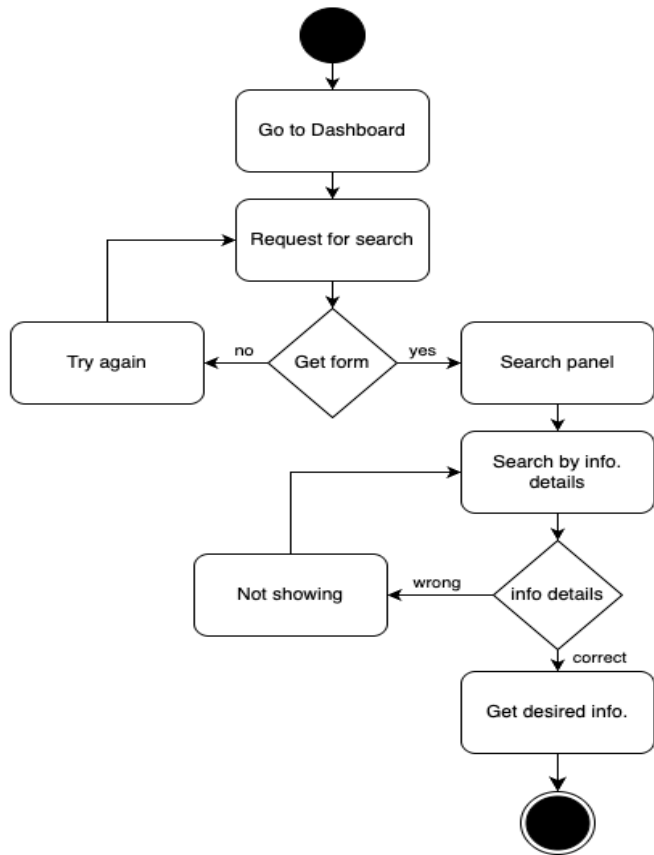 Go to Dashboard
Request for search
Try again
no
Get form
yes
Search panel
Search by info.
details
Not showing
wrong
info details
correct
Get desired info.